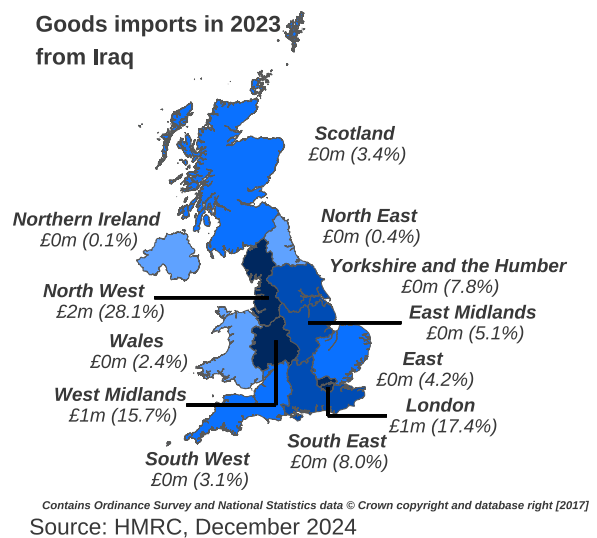 Goods imports in 2023
from Iraq
Scotland
£0m (3.4%)
Northern Ireland
£0m (0.1%)
North East
£0m (0.4%)
Yorkshire and the Humber
£0m (7.8%)
North West
£2m (28.1%)
East Midlands
£0m (5.1%)
Wales
£0m (2.4%)
East
£0m (4.2%)
West Midlands
£1m (15.7%)
London
£1m (17.4%)
South East
£0m (8.0%)
South West
£0m (3.1%)
Contains Ordinance Survey and National Statistics data © Crown copyright and database right [2017]
Source: HMRC, December 2024